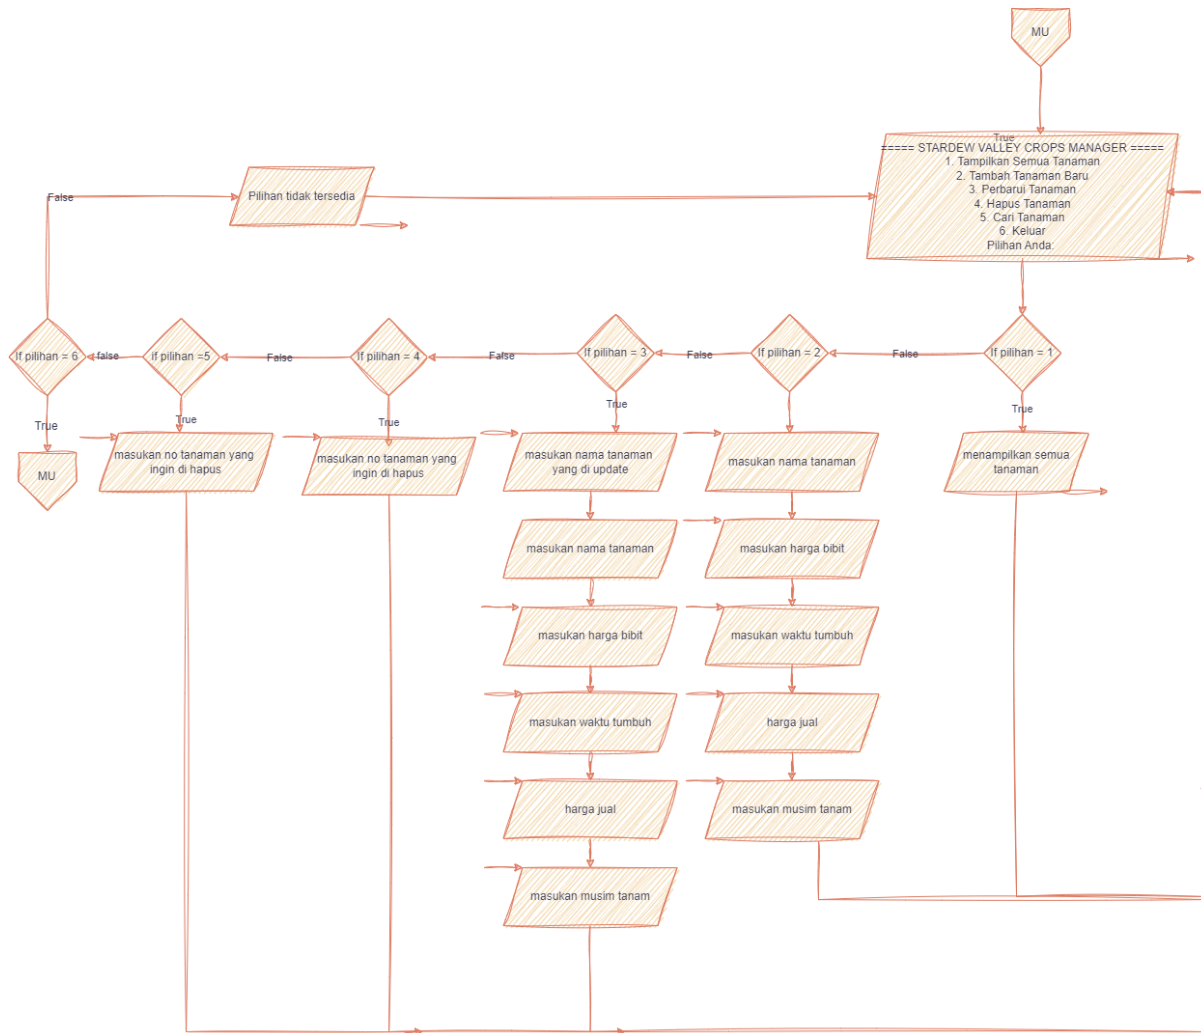 MU
True
===== STARDEW VALLEY CROPS MANAGER =====
1. Tampilkan Semua Tanaman
2. Tambah Tanaman Baru
3. Perbarui Tanaman
4. Hapus Tanaman
5. Cari Tanaman
6. Keluar
Pilihan Anda:
False
Pilihan tidak tersedia
If pilihan = 6
false
if pilihan =5
False
If pilihan = 4
False
If pilihan = 3
False
If pilihan = 2
False
If pilihan = 1
True
True
True
True
True
MU
masukan no tanaman yang
ingin di hapus
masukan no tanaman yang
ingin di hapus
masukan nama tanaman
yang di update
masukan nama tanaman
menampilkan semua
tanaman
masukan nama tanaman
masukan harga bibit
masukan harga bibit
masukan waktu tumbuh
masukan waktu tumbuh
harga jual
harga jual
masukan musim tanam
masukan musim tanam